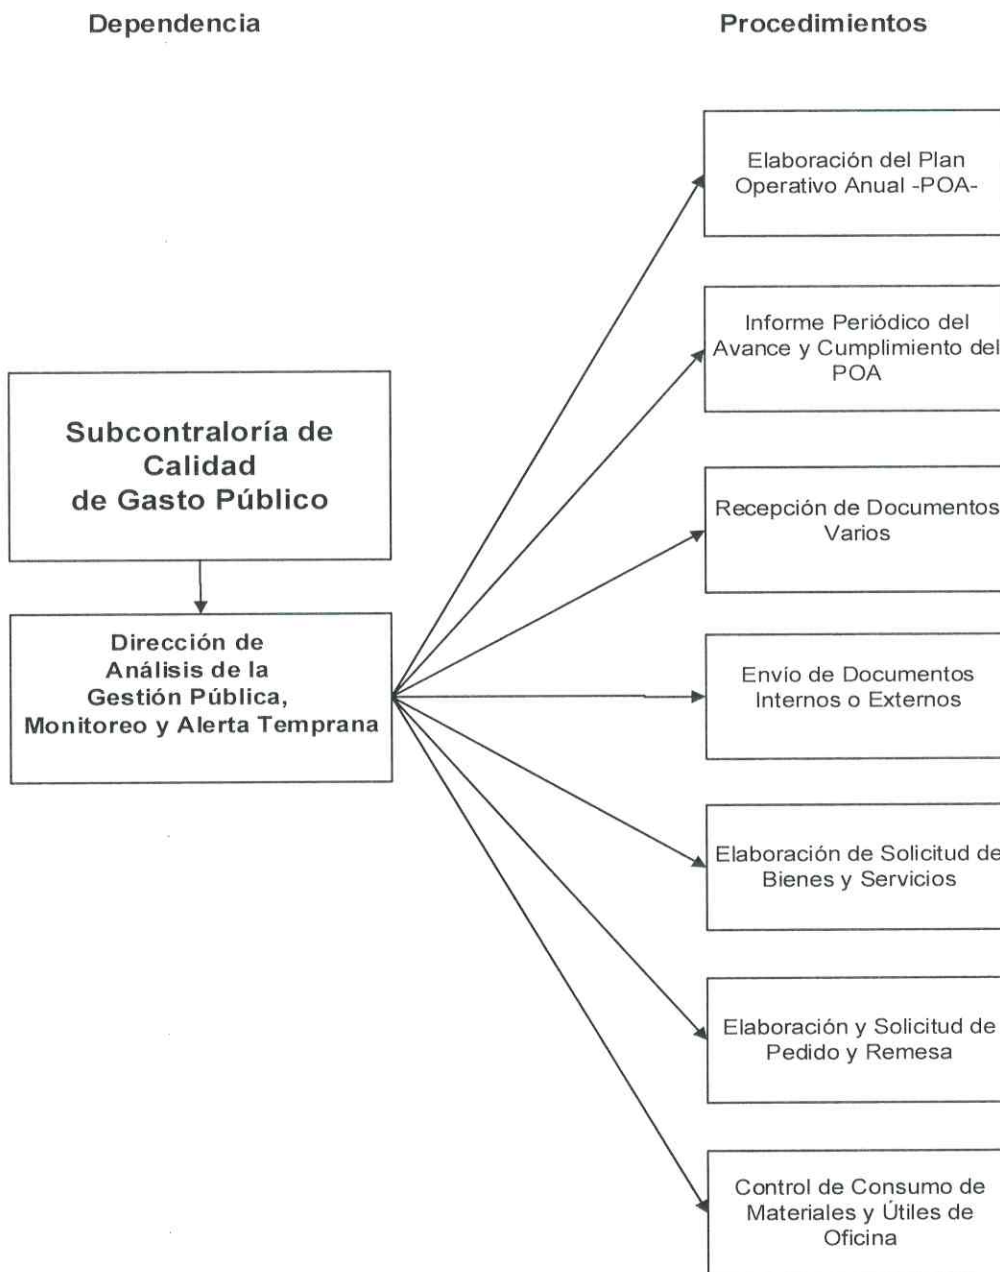 Dependencia
Procedimientos
Subcontraloría de
Calidad
de Gasto Público
Dirección de
Análisis de la
Gestión Pública,
Monitoreo y Alerta Temprana
Elaboración del Plan
Operativo Anual -POA-
Informe Periódico del
Avance y Cumplimiento del
POA
Recepción de Documentos
Varios
Envío de Documentos
Internos o Externos
Elaboración de Solicitud de
Bienes y Servicios
Elaboración y Solicitud de
Pedido y Remesa
Control de Consumo de
Materiales y Útiles de
Oficina